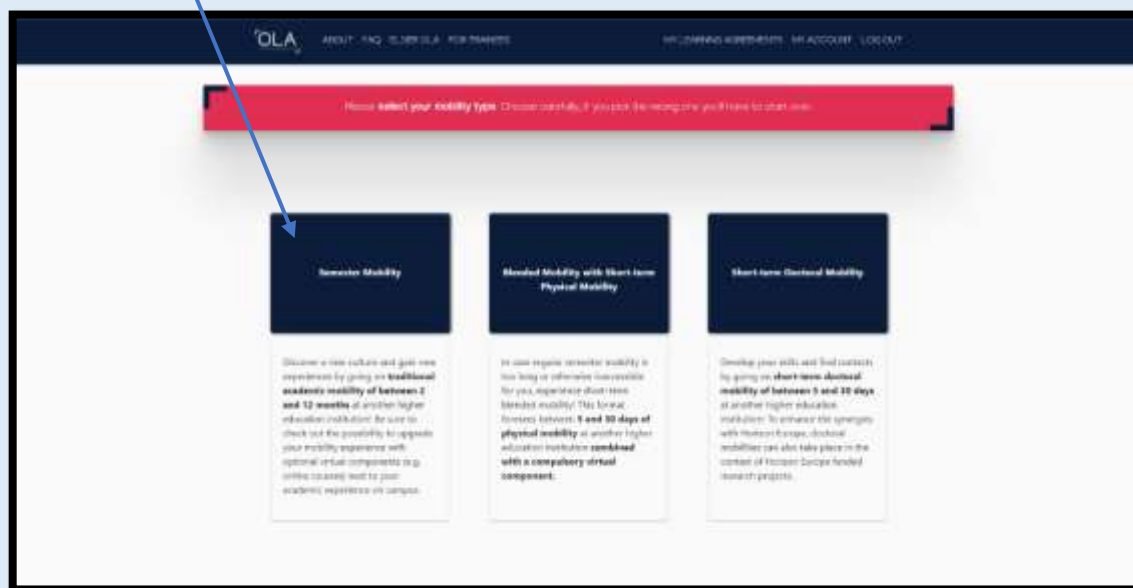 OLA
ABOUT FAQ OLDER OLA FOR TRAINEES
MY LEARNING AGREEMENTS MY ACCOUNT LOG OUT
Please select your mobility type. Choose carefully, if you pick the wrong one you'll have to start over.
Semester Mobility
Discover a new culture and gain new
experiences by going on traditional
academic mobility of between 2
and 12 months at another higher
education institution! Be sure to
check out the possibility to upgrade
your mobility experience with
optional virtual components (e.g.
online courses) next to your
academic experience on campus.
Blended Mobility with Short-term
Physical Mobility
In case regular semester mobility is
too long or otherwise inaccessible
for you, experience short-term
blended mobility! This format
foresees between 5 and 30 days of
physical mobility at another higher
education institution combined
with a compulsory virtual
component.
Short-term Doctoral Mobility
Develop your skills and find contacts
by going on short-term doctoral
mobility of between 5 and 30 days
at another higher education
institution! To enhance the synergies
with Horizon Europe, doctoral
mobilities can also take place in the
context of Horizon Europe funded
research projects.